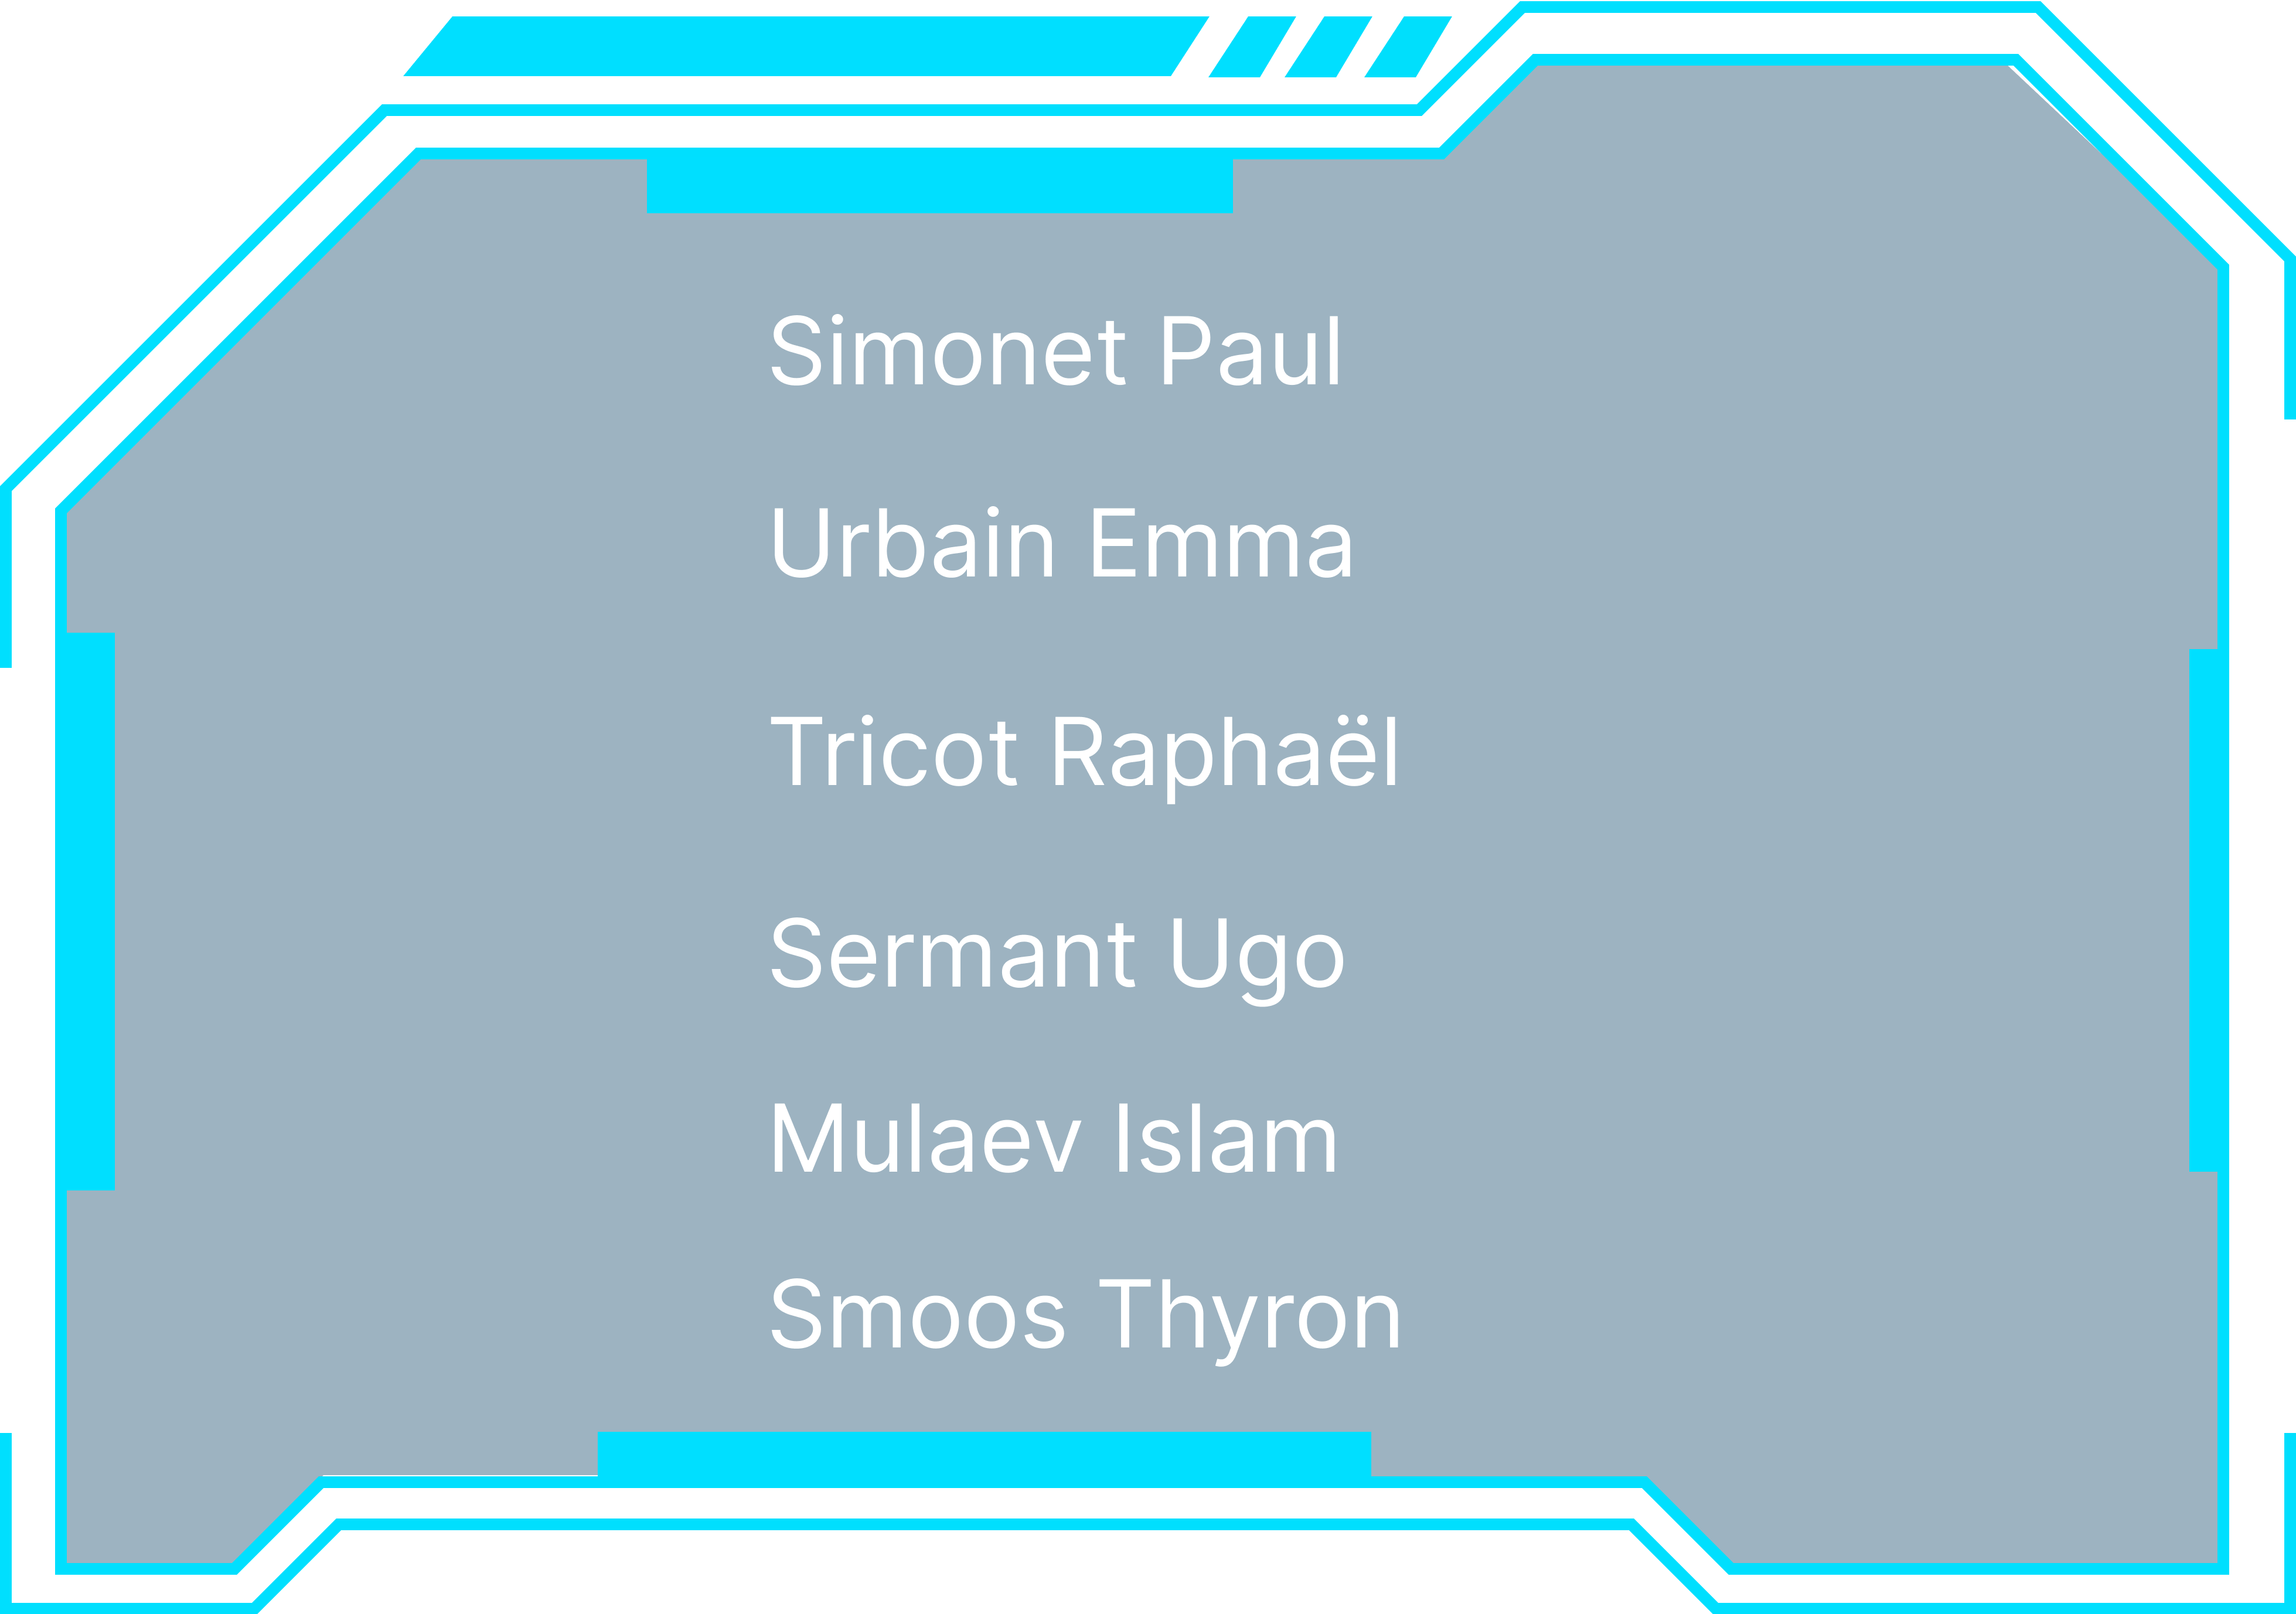 Simonet Paul
Urbain Emma
Tricot Raphaël
Sermant Ugo
Mulaev Islam
Smoos Thyron